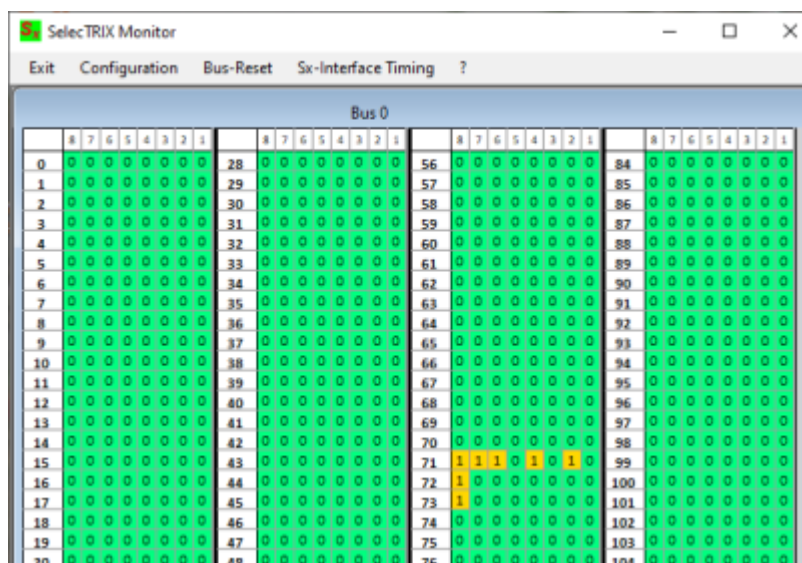 Sx SelecTRIX Monitor
Exit Configuration Bus-Reset Sx-Interface Timing ?
Bus 0
8 7 6 5 4 3 2 1 8 7 6 5 4 3 2 1 8 7 6 5 4 3 2 1 8 7 6 5 4 3 2 1
0 0 0 0 0 0 0 0 0 28 0 0 0 0 0 0 0 0 56 0 0 0 0 0 0 0 0 84 0 0 0 0 0 0 0 0
1 0 0 0 0 0 0 0 0 29 0 0 0 0 0 0 0 0 57 0 0 0 0 0 0 0 0 85 0 0 0 0 0 0 0 0
2 0 0 0 0 0 0 0 0 30 0 0 0 0 0 0 0 0 58 0 0 0 0 0 0 0 0 86 0 0 0 0 0 0 0 0
3 0 0 0 0 0 0 0 0 31 0 0 0 0 0 0 0 0 59 0 0 0 0 0 0 0 0 87 0 0 0 0 0 0 0 0
4 0 0 0 0 0 0 0 0 32 0 0 0 0 0 0 0 0 60 0 0 0 0 0 0 0 0 88 0 0 0 0 0 0 0 0
5 0 0 0 0 0 0 0 0 33 0 0 0 0 0 0 0 0 61 0 0 0 0 0 0 0 0 89 0 0 0 0 0 0 0 0
6 0 0 0 0 0 0 0 0 34 0 0 0 0 0 0 0 0 62 0 0 0 0 0 0 0 0 90 0 0 0 0 0 0 0 0
7 0 0 0 0 0 0 0 0 35 0 0 0 0 0 0 0 0 63 0 0 0 0 0 0 0 0 91 0 0 0 0 0 0 0 0
8 0 0 0 0 0 0 0 0 36 0 0 0 0 0 0 0 0 64 0 0 0 0 0 0 0 0 92 0 0 0 0 0 0 0 0
9 0 0 0 0 0 0 0 0 37 0 0 0 0 0 0 0 0 65 0 0 0 0 0 0 0 0 93 0 0 0 0 0 0 0 0
10 0 0 0 0 0 0 0 0 38 0 0 0 0 0 0 0 0 66 0 0 0 0 0 0 0 0 94 0 0 0 0 0 0 0 0
11 0 0 0 0 0 0 0 0 39 0 0 0 0 0 0 0 0 67 0 0 0 0 0 0 0 0 95 0 0 0 0 0 0 0 0
12 0 0 0 0 0 0 0 0 40 0 0 0 0 0 0 0 0 68 0 0 0 0 0 0 0 0 96 0 0 0 0 0 0 0 0
13 0 0 0 0 0 0 0 0 41 0 0 0 0 0 0 0 0 69 0 0 0 0 0 0 0 0 97 0 0 0 0 0 0 0 0
14 0 0 0 0 0 0 0 0 42 0 0 0 0 0 0 0 0 70 0 0 0 0 0 0 0 0 98 0 0 0 0 0 0 0 0
15 0 0 0 0 0 0 0 0 43 0 0 0 0 0 0 0 0 71 1 1 1 0 1 0 1 0 99 0 0 0 0 0 0 0 0
16 0 0 0 0 0 0 0 0 44 0 0 0 0 0 0 0 0 72 1 0 0 0 0 0 0 0 100 0 0 0 0 0 0 0 0
17 0 0 0 0 0 0 0 0 45 0 0 0 0 0 0 0 0 73 1 0 0 0 0 0 0 0 101 0 0 0 0 0 0 0 0
18 0 0 0 0 0 0 0 0 46 0 0 0 0 0 0 0 0 74 0 0 0 0 0 0 0 0 102 0 0 0 0 0 0 0 0
19 0 0 0 0 0 0 0 0 47 0 0 0 0 0 0 0 0 75 0 0 0 0 0 0 0 0 103 0 0 0 0 0 0 0 0